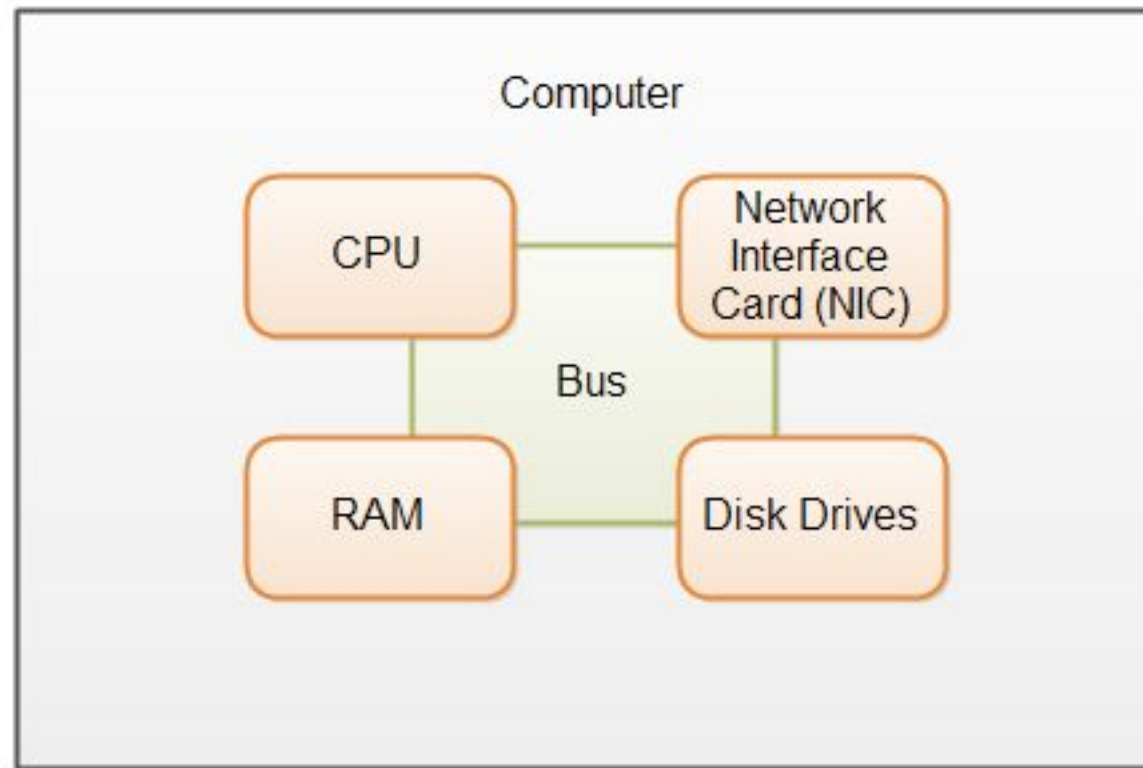 Computer
CPU
Network
Interface
Card (NIC)
Bus
RAM
Disk Drives